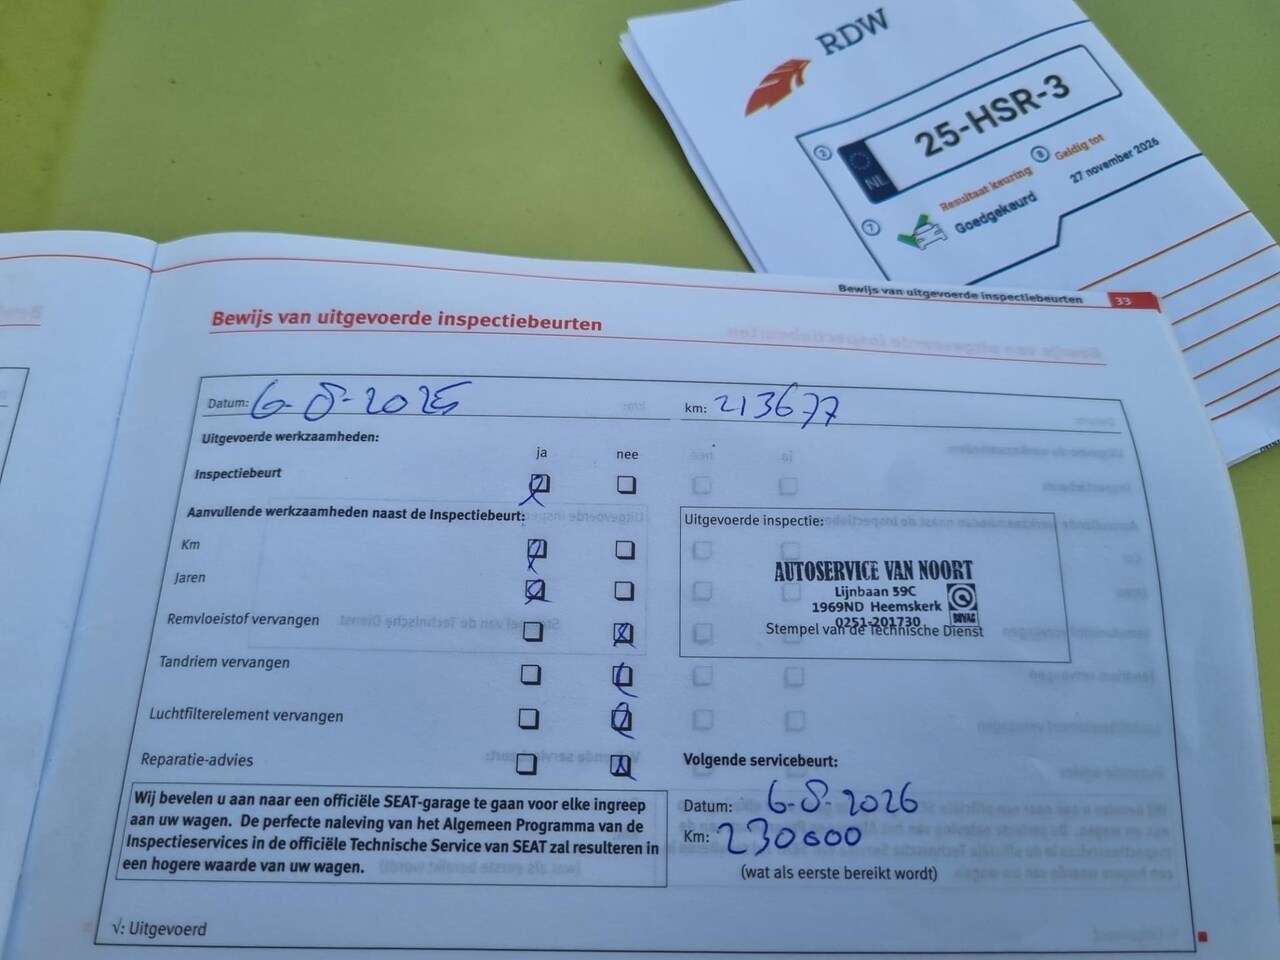 RDW
2
NL
25-HSR-3
7
Resultaat keuring
Goedgekeurd
8
Geldig tot
27 november 2026
Bewijs van uitgevoerde inspectiebeurten 33
Bewijs van uitgevoerde inspectiebeurten
Datum: 6-8-2025 km: 213677
Uitgevoerde werkzaamheden:
ja nee
Inspectiebeurt
Aanvullende werkzaamheden naast de Inspectiebeurt:
Km
Jaren
Remvloeistof vervangen
Tandriem vervangen
Luchtfilterelement vervangen
Reparatie-advies
Uitgevoerde inspectie:
AUTOSERVICE VAN NOORT
Lijnbaan 39C
1969ND Heemskerk
0251-201730
BOVAG
Stempel van de Technische Dienst
Volgende servicebeurt:
Datum: 6-8-2026
Km: 230000
(wat als eerste bereikt wordt)
Wij bevelen u aan naar een officiële SEAT-garage te gaan voor elke ingreep
aan uw wagen. De perfecte naleving van het Algemeen Programma van de
Inspectieservices in de officiële Technische Service van SEAT zal resulteren in
een hogere waarde van uw wagen.
√: Uitgevoerd